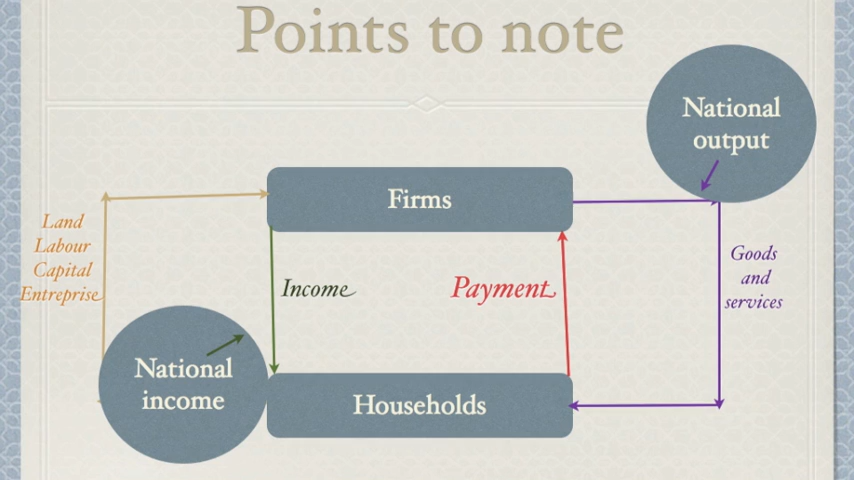 Points to note
National
output
Firms
Land
Labour
Capital
Entreprise
Income
Payment
Goods
and
services
National
income
Households